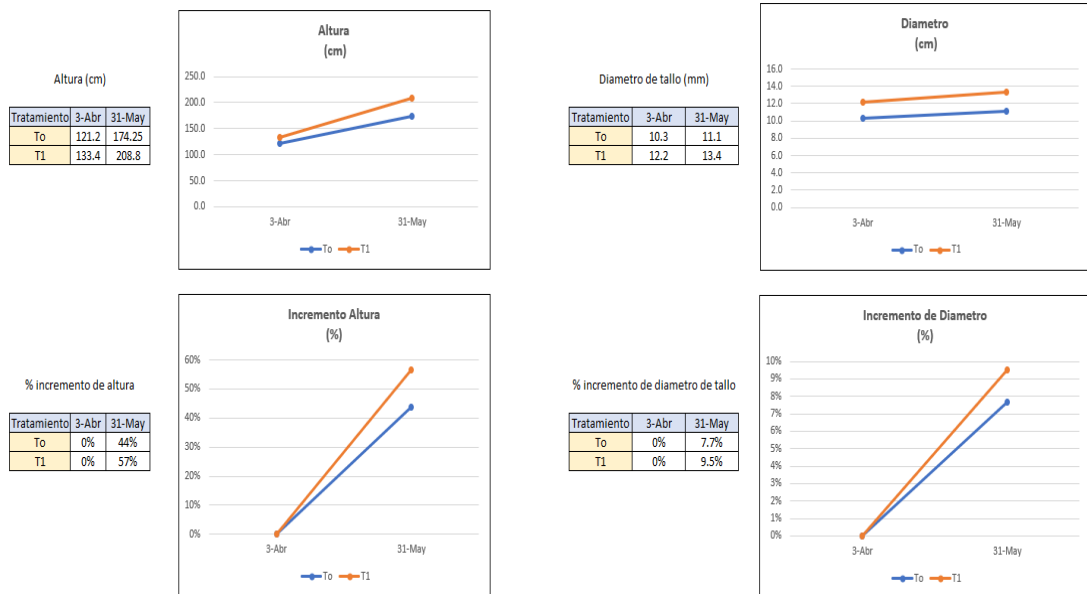 Altura (cm)
Tratamiento 3-Abr 31-May
To 121.2 174.25
T1 133.4 208.8
Altura
(cm)
250.0
200.0
150.0
100.0
50.0
0.0
3-Abr 31-May
To T1
Diametro de tallo (mm)
Tratamiento 3-Abr 31-May
To 10.3 11.1
T1 12.2 13.4
Diametro
(cm)
16.0
14.0
12.0
10.0
8.0
6.0
4.0
2.0
0.0
3-Abr 31-May
To T1
% incremento de altura
Tratamiento 3-Abr 31-May
To 0% 44%
T1 0% 57%
Incremento Altura
(%)
60%
50%
40%
30%
20%
10%
0%
3-Abr 31-May
To T1
% incremento de diametro de tallo
Tratamiento 3-Abr 31-May
To 0% 7.7%
T1 0% 9.5%
Incremento de Diametro
(%)
10%
9%
8%
7%
6%
5%
4%
3%
2%
1%
0%
3-Abr 31-May
To T1